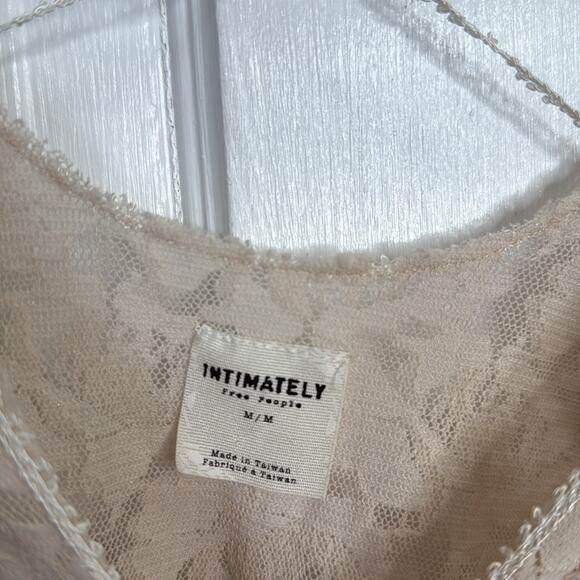 INTIMATELY
Free People
M/M
Made in Taiwan
Fabriqué à Taiwan